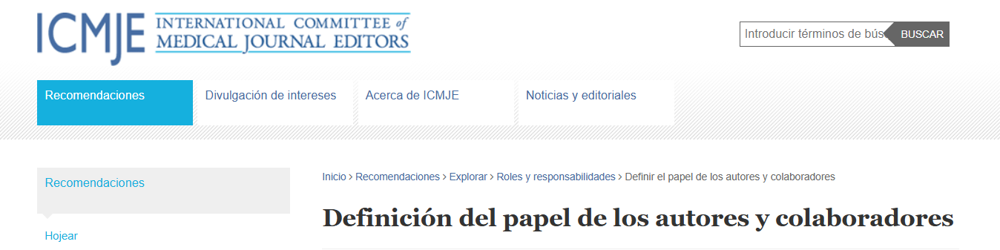 ICMJE INTERNATIONAL COMMITTEE of
MEDICAL JOURNAL EDITORS
Introducir términos de bús
BUSCAR
Recomendaciones
Divulgación de intereses
Acerca de ICMJE
Noticias y editoriales
Recomendaciones
Hojear
Inicio › Recomendaciones › Explorar › Roles y responsabilidades › Definir el papel de los autores y colaboradores
Definición del papel de los autores y colaboradores